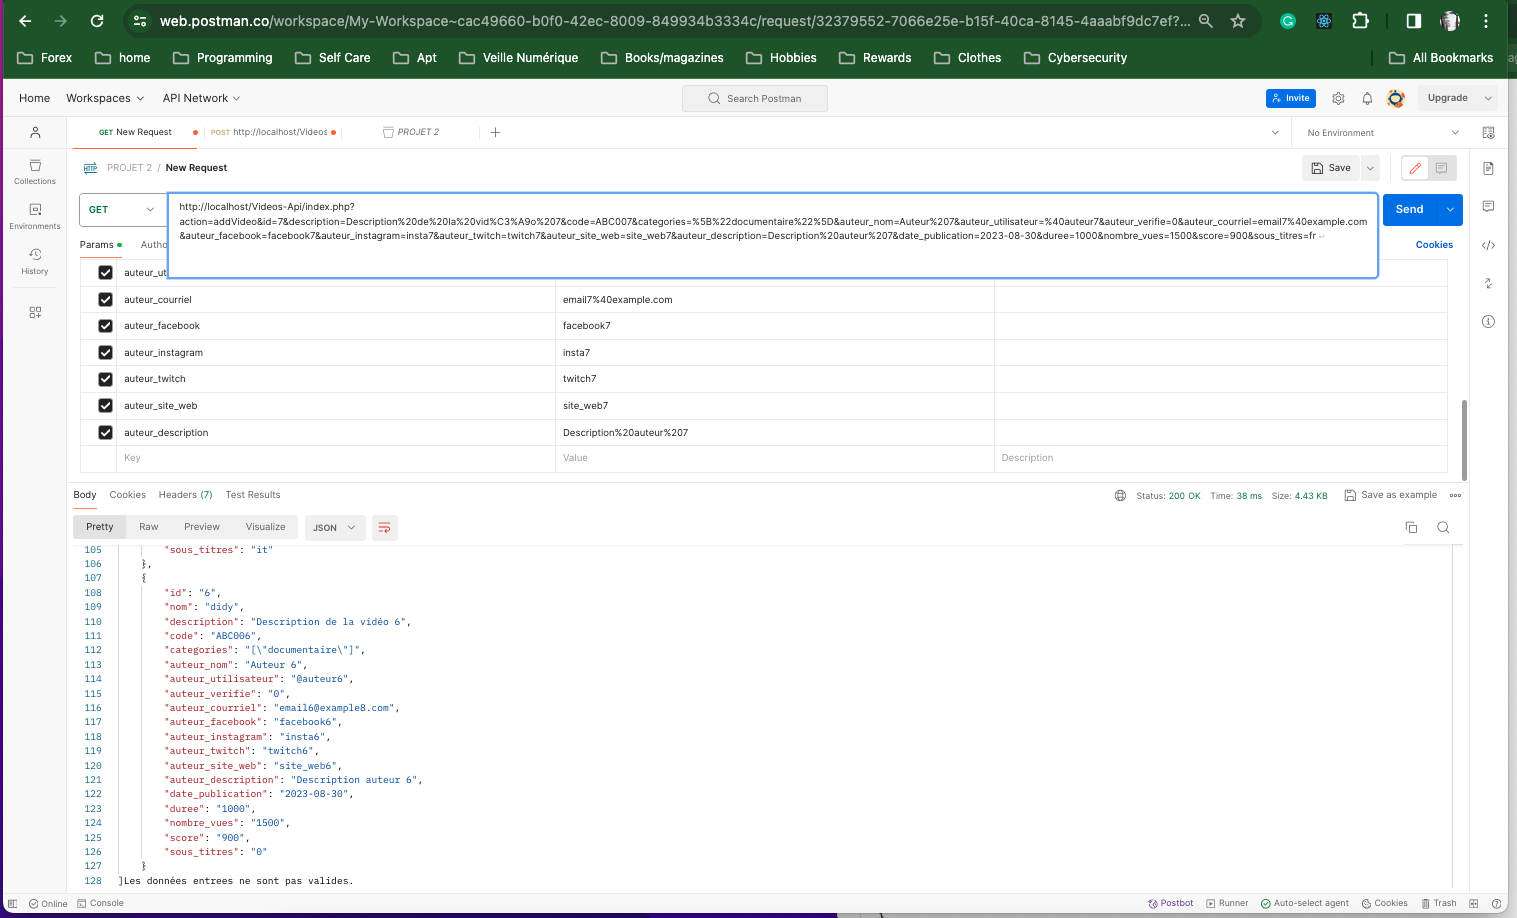 web.postman.co/workspace/My-Workspace~cac49660-b0f0-42ec-8009-849934b3334c/request/32379552-7066e25e-b15f-40ca-8145-4aaabf9dc7ef?...
Forex home Programming Self Care Apt Veille Numérique Books/magazines Hobbies Rewards Clothes Cybersecurity All Bookmarks
Home Workspaces API Network Search Postman Invite Upgrade
GET New Request POST http://localhost/Videos PROJET 2 No Environment
HTTP PROJET 2 / New Request Save
Collections
Environments
History
GET
http://localhost/Videos-Api/index.php?
action=addVideo&id=7&description=Description%20de%20la%20vid%C3%A9o%207&code=ABC007&categories=%5B%22documentaire%22%5D&auteur_nom=Auteur%207&auteur_utilisateur=%40auteur7&auteur_verifie=0&auteur_courriel=email7%40example.com
&auteur_facebook=facebook7&auteur_instagram=insta7&auteur_twitch=twitch7&auteur_site_web=site_web7&auteur_description=Description%20auteur%207&date_publication=2023-08-30&duree=1000&nombre_vues=1500&score=900&sous_titres=fr
Send
Params Autho Cookies
auteur_ut
auteur_courriel email7%40example.com
auteur_facebook facebook7
auteur_instagram insta7
auteur_twitch twitch7
auteur_site_web site_web7
auteur_description Description%20auteur%207
Key Value Description
Body Cookies Headers (7) Test Results Status: 200 OK Time: 38 ms Size: 4.43 KB Save as example
Pretty Raw Preview Visualize JSON
105 "sous_titres": "it"
106 },
107 {
108 "id": "6",
109 "nom": "didy",
110 "description": "Description de la vidéo 6",
111 "code": "ABC006",
112 "categories": "[\"documentaire\"]",
113 "auteur_nom": "Auteur 6",
114 "auteur_utilisateur": "@auteur6",
115 "auteur_verifie": "0",
116 "auteur_courriel": "email6@example8.com",
117 "auteur_facebook": "facebook6",
118 "auteur_instagram": "insta6",
119 "auteur_twitch": "twitch6",
120 "auteur_site_web": "site_web6",
121 "auteur_description": "Description auteur 6",
122 "date_publication": "2023-08-30",
123 "duree": "1000",
124 "nombre_vues": "1500",
125 "score": "900",
126 "sous_titres": "0"
127 }
128 ]Les données entrees ne sont pas valides.
Online Console Postbot Runner Auto-select agent Cookies Trash